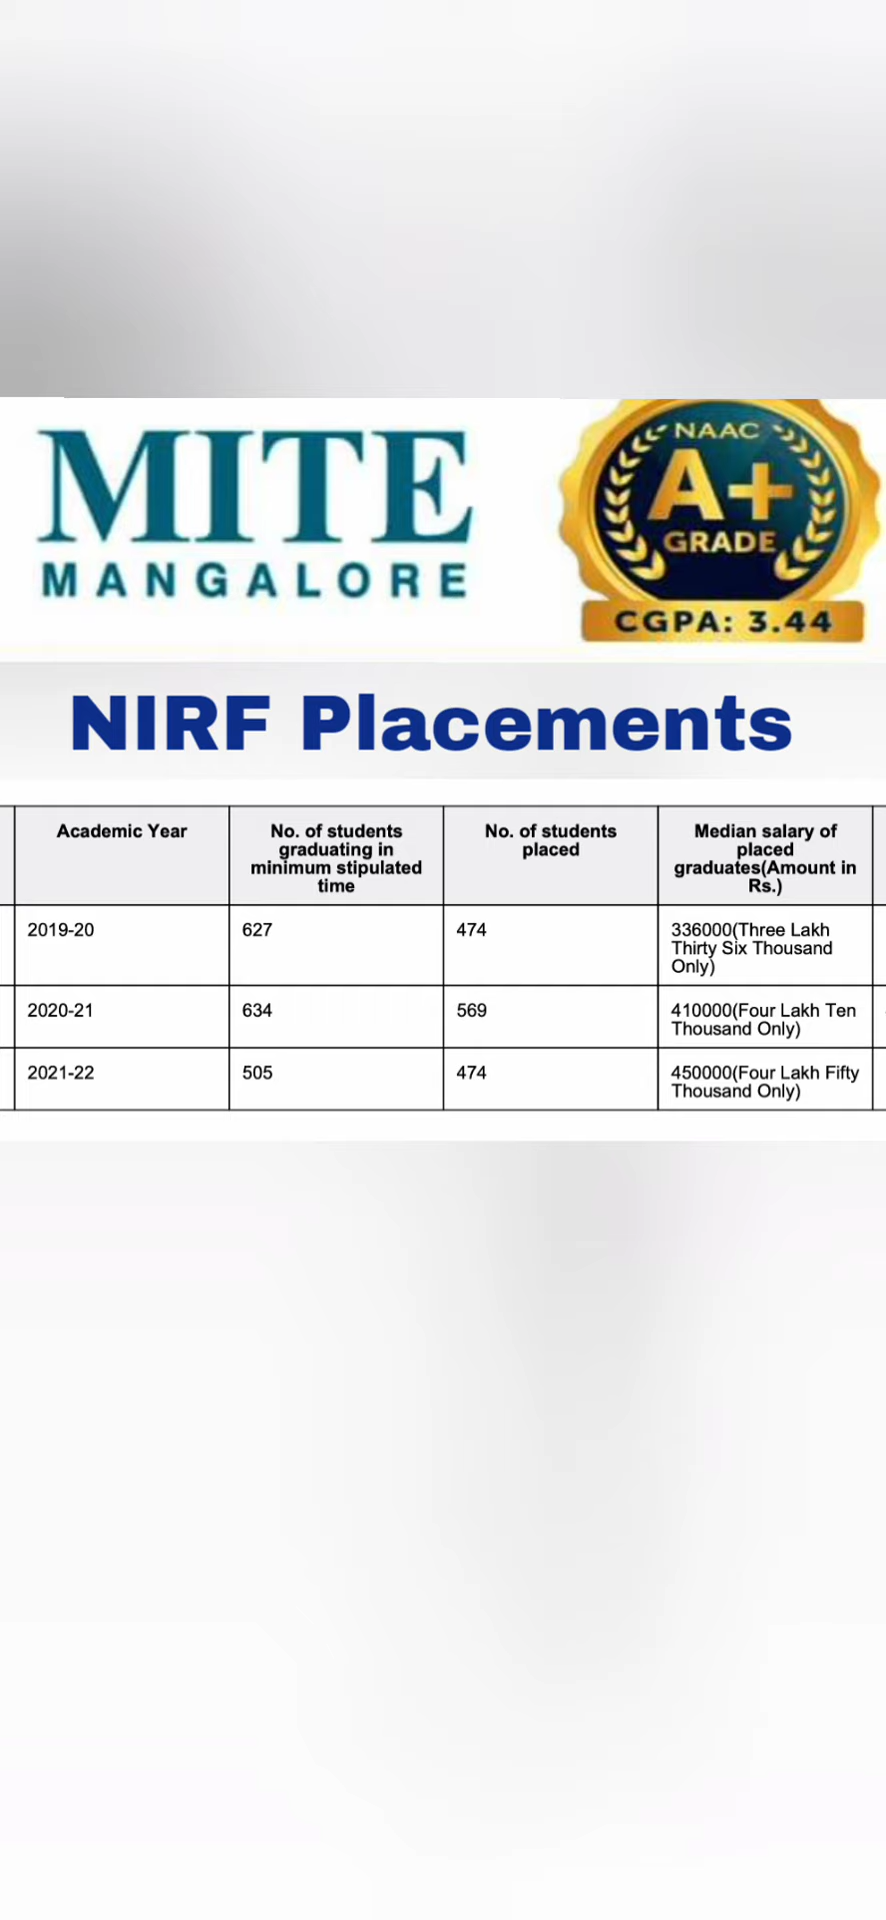 MITE
MANGALORE
NAAC
A+
GRADE
CGPA: 3.44
NIRF Placements
Academic Year
No. of students
graduating in
minimum stipulated
time
No. of students
placed
Median salary of
placed
graduates(Amount in
Rs.)
2019-20
627
474
336000(Three Lakh
Thirty Six Thousand
Only)
2020-21
634
569
410000(Four Lakh Ten
Thousand Only)
2021-22
505
474
450000(Four Lakh Fifty
Thousand Only)